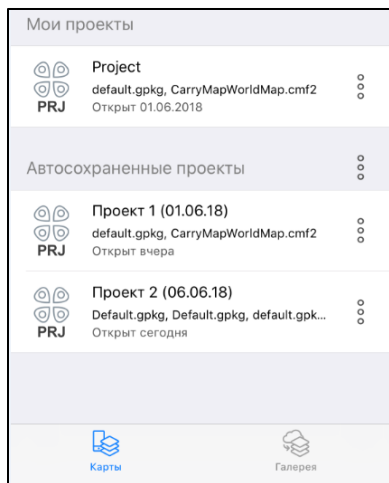 Мои проекты
Project
default.gpkg, CarryMapWorldMap.cmf2
PRJ
Открыт 01.06.2018
Автосохраненные проекты
Проект 1 (01.06.18)
default.gpkg, CarryMapWorldMap.cmf2
PRJ
Открыт вчера
Проект 2 (06.06.18)
Default.gpkg, Default.gpkg, default.gpk...
PRJ
Открыт сегодня
Карты
Галерея